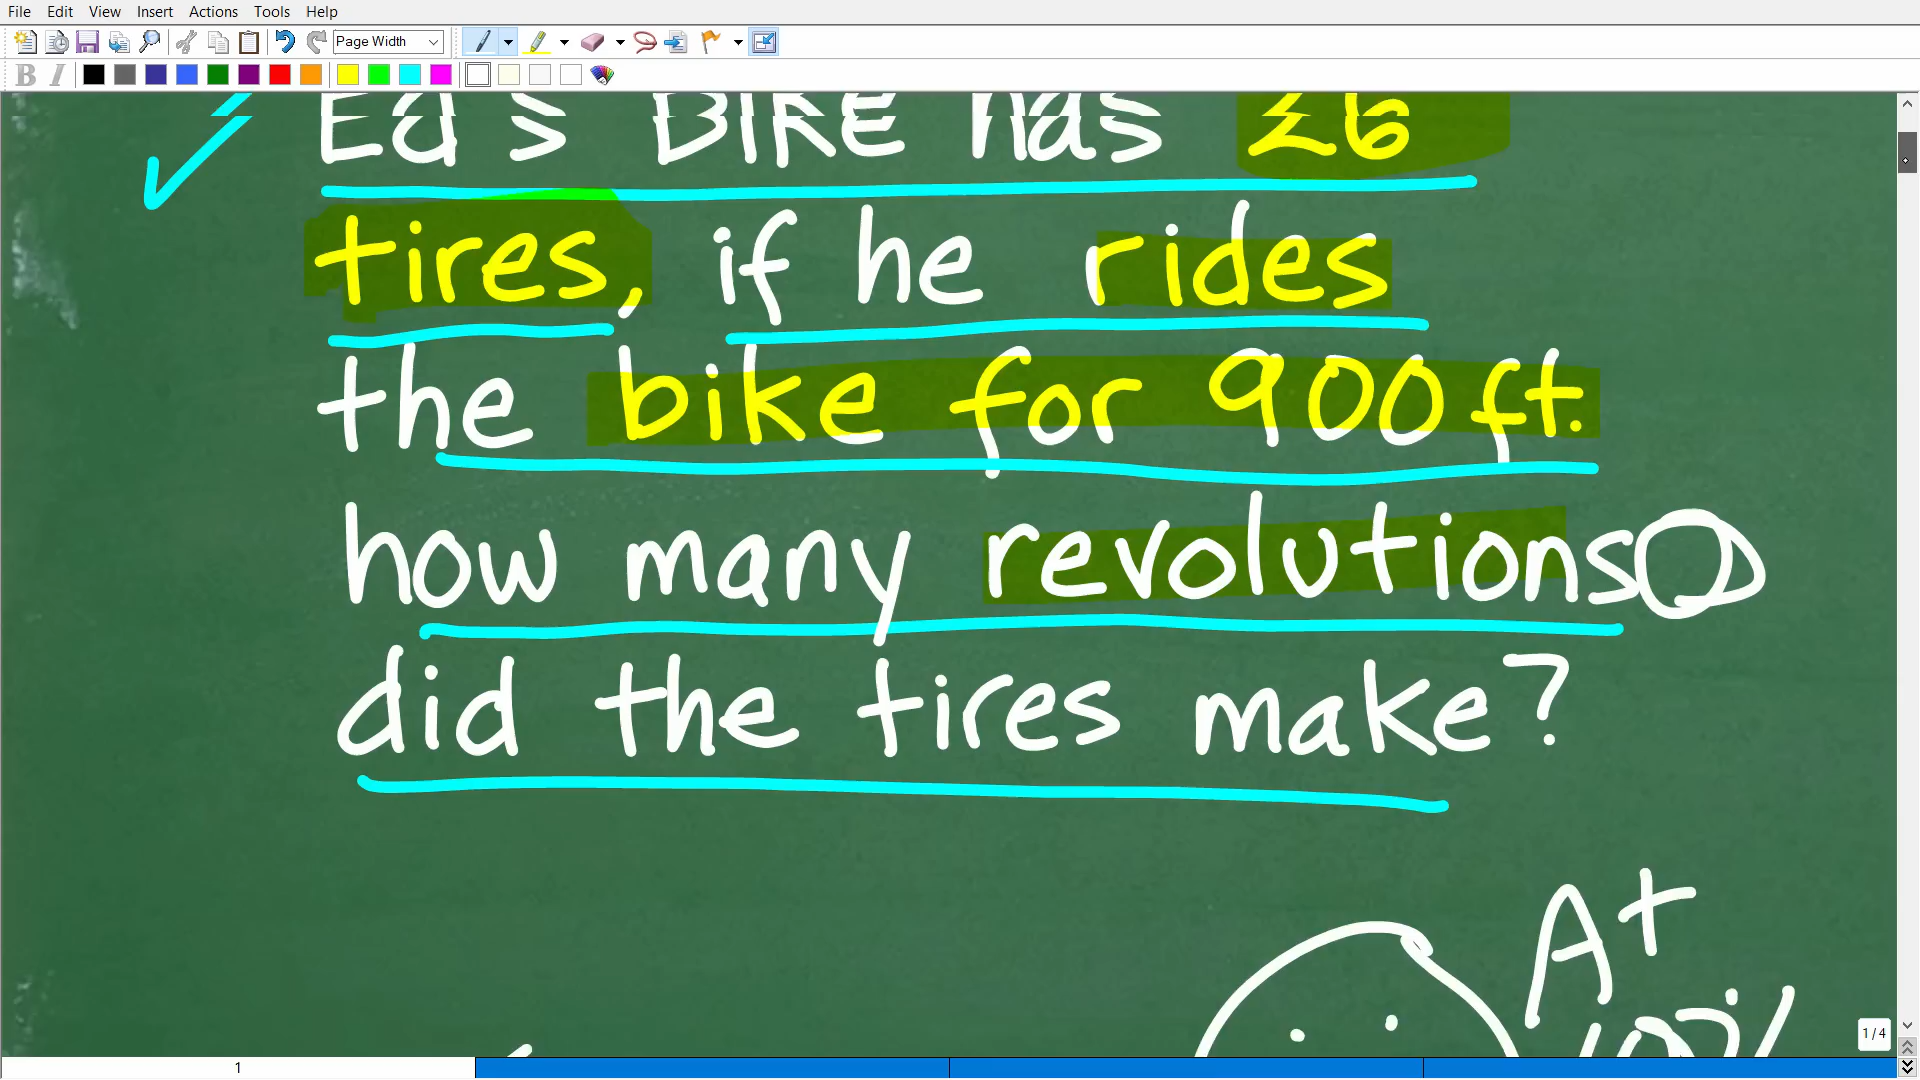 File Edit View Insert Actions Tools Help
Page Width
B I
Ed's BIKE has 26
tires, if he rides
the bike for 900 ft.
how many revolutions
did the tires make?
A+
1 / 4
1